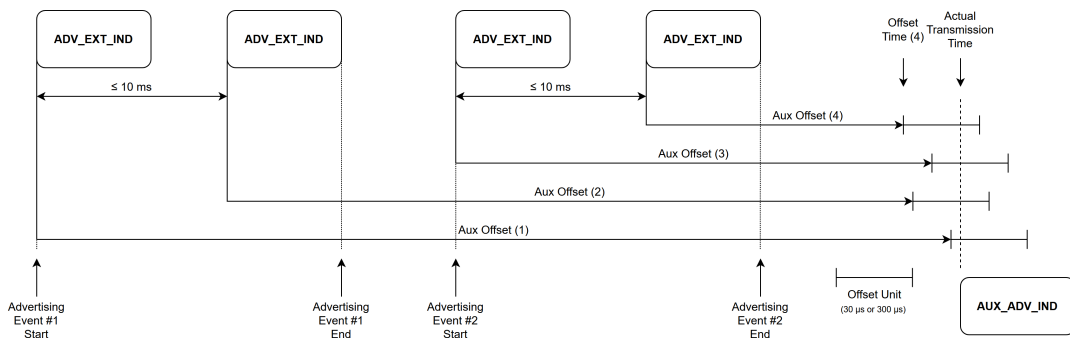 ADV_EXT_IND
ADV_EXT_IND
ADV_EXT_IND
ADV_EXT_IND
Offset
Time (4)
Actual
Transmission
Time
≤ 10 ms
≤ 10 ms
Aux Offset (4)
Aux Offset (3)
Aux Offset (2)
Aux Offset (1)
Advertising
Event #1
Start
Advertising
Event #1
End
Advertising
Event #2
Start
Advertising
Event #2
End
Offset Unit
(30 µs or 300 µs)
AUX_ADV_IND